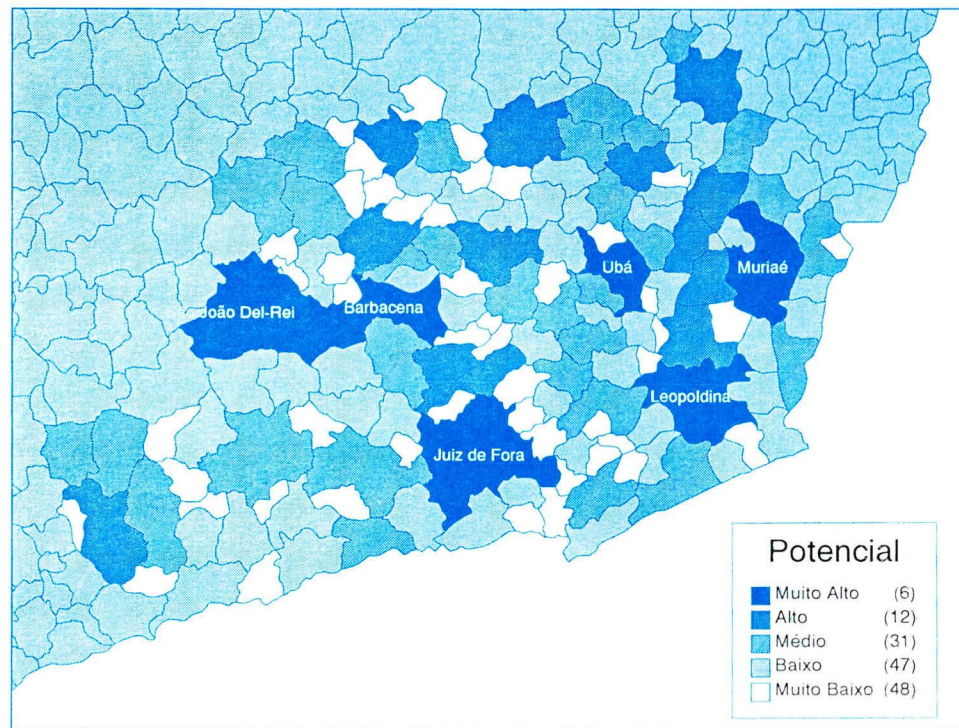 Ubá
Muriaé
João Del-Rei
Barbacena
Leopoldina
Juiz de Fora
Potencial
Muito Alto (6)
Alto (12)
Médio (31)
Baixo (47)
Muito Baixo (48)